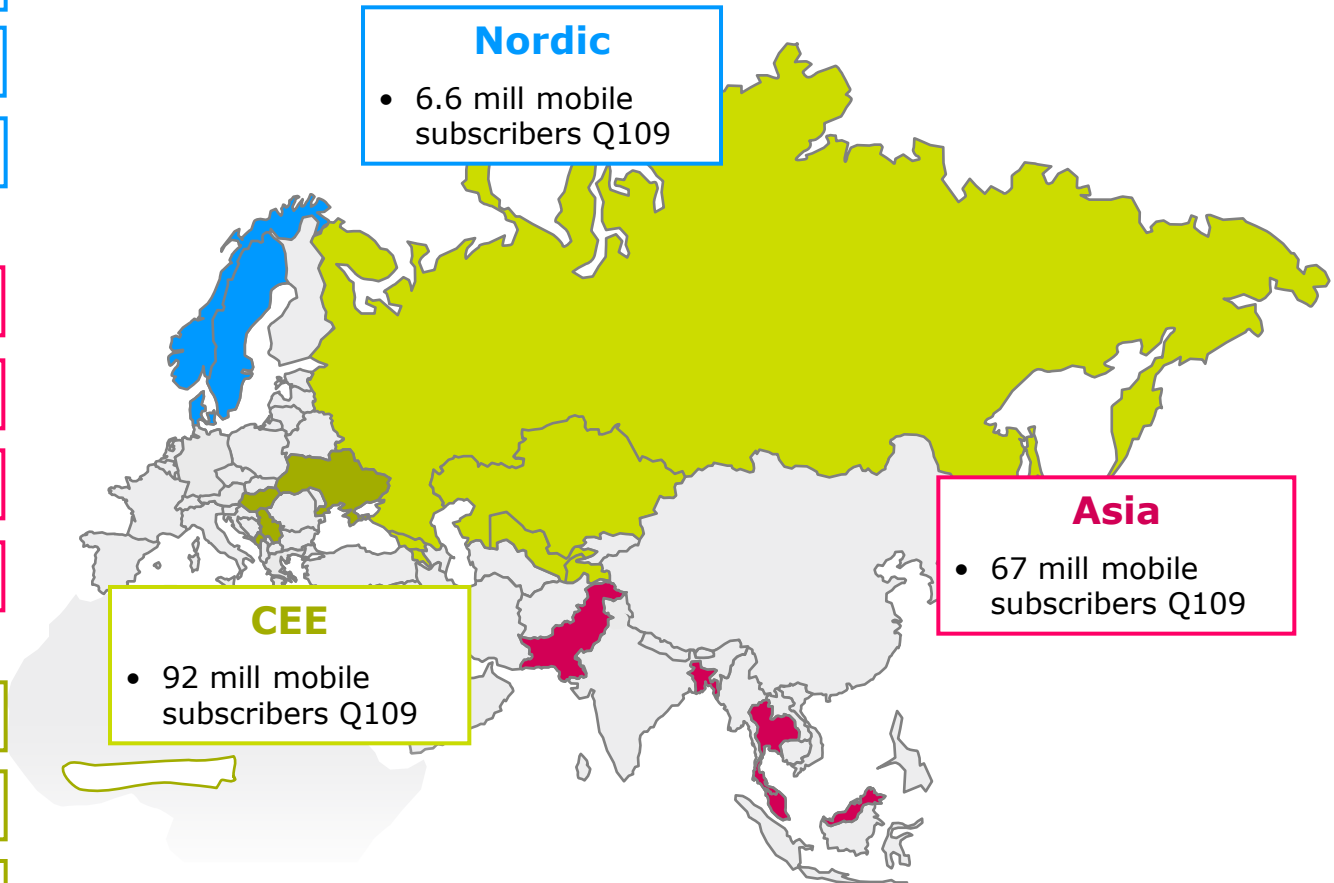 Nordic
• 6.6 mill mobile
subscribers Q109
Asia
• 67 mill mobile
subscribers Q109
CEE
• 92 mill mobile
subscribers Q109